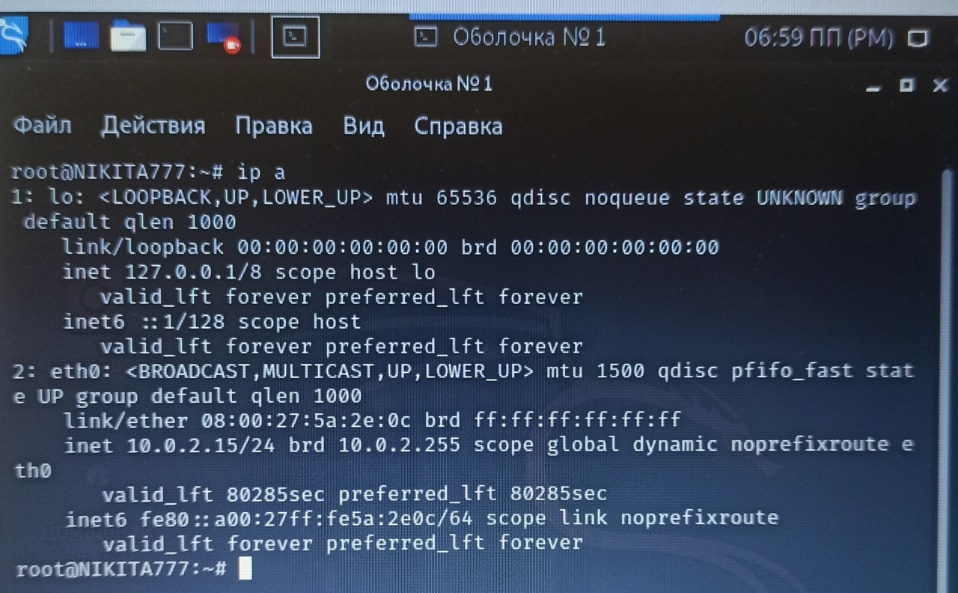 Оболочка № 1
06:59 ПП (PM)
Оболочка № 1
Файл Действия Правка Вид Справка
root@NIKITA777:~# ip a
1: lo: <LOOPBACK,UP,LOWER_UP> mtu 65536 qdisc noqueue state UNKNOWN group
 default qlen 1000
    link/loopback 00:00:00:00:00:00 brd 00:00:00:00:00:00
    inet 127.0.0.1/8 scope host lo
       valid_lft forever preferred_lft forever
    inet6 ::1/128 scope host
       valid_lft forever preferred_lft forever
2: eth0: <BROADCAST,MULTICAST,UP,LOWER_UP> mtu 1500 qdisc pfifo_fast stat
e UP group default qlen 1000
    link/ether 08:00:27:5a:2e:0c brd ff:ff:ff:ff:ff:ff
    inet 10.0.2.15/24 brd 10.0.2.255 scope global dynamic noprefixroute e
th0
       valid_lft 80285sec preferred_lft 80285sec
    inet6 fe80::a00:27ff:fe5a:2e0c/64 scope link noprefixroute
       valid_lft forever preferred_lft forever
root@NIKITA777:~#